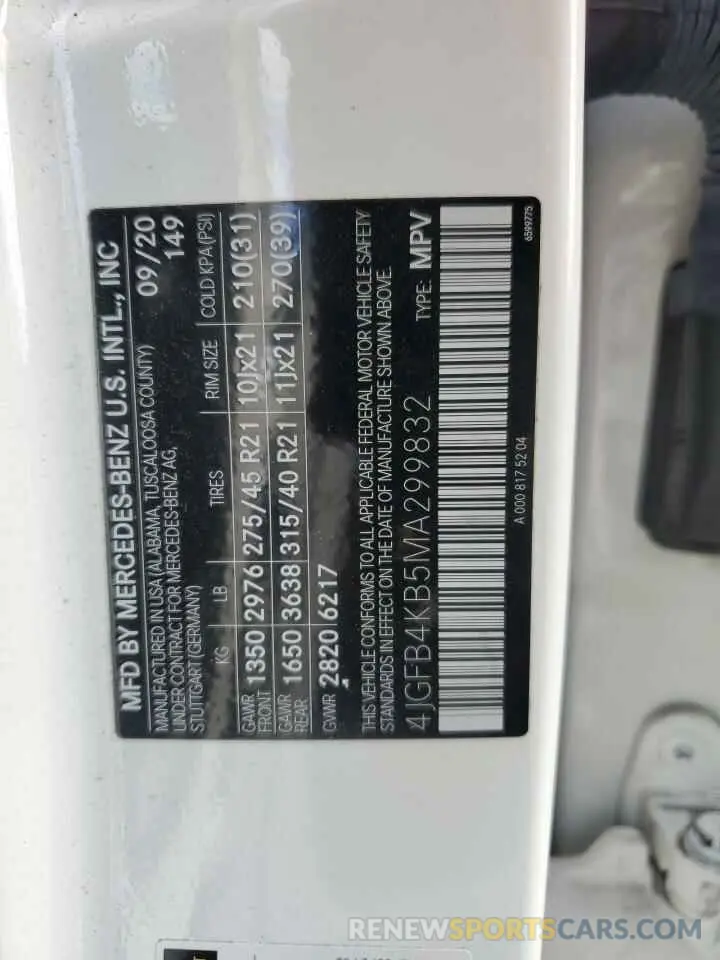 MFD BY MERCEDES-BENZ U.S. INTL., INC
MANUFACTURED IN USA (ALABAMA, TUSCALOOSA COUNTY) 09/20
UNDER CONTRACT FOR MERCEDES-BENZ AG, 149
STUTTGART (GERMANY)
KG LB TIRES RIM SIZE COLD KPA(PSI)
GAWR FRONT 1350 2976 275/45 R21 10Jx21 210(31)
GAWR REAR 1650 3638 315/40 R21 11Jx21 270(39)
GVWR 2820 6217
THIS VEHICLE CONFORMS TO ALL APPLICABLE FEDERAL MOTOR VEHICLE SAFETY
STANDARDS IN EFFECT ON THE DATE OF MANUFACTURE SHOWN ABOVE.
4JGFB4KB5MA299832 TYPE: MPV
A 000 817 52 04 6599775
RENEWSPORTSCARS.COM